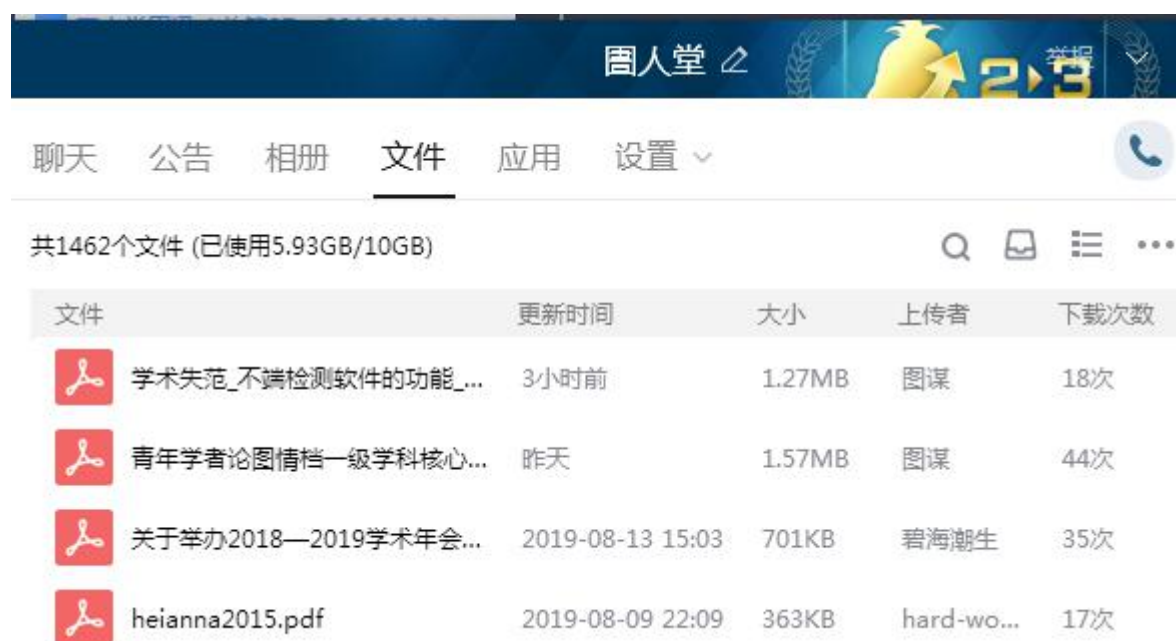 圕人堂
2 3
举报
聊天 公告 相册 文件 应用 设置
共1462个文件 (已使用5.93GB/10GB)
文件 更新时间 大小 上传者 下载次数
学术失范_不端检测软件的功能_... 3小时前 1.27MB 图谋 18次
青年学者论图情档一级学科核心... 昨天 1.57MB 图谋 44次
关于举办2018—2019学术年会... 2019-08-13 15:03 701KB 碧海潮生 35次
heianna2015.pdf 2019-08-09 22:09 363KB hard-wo... 17次